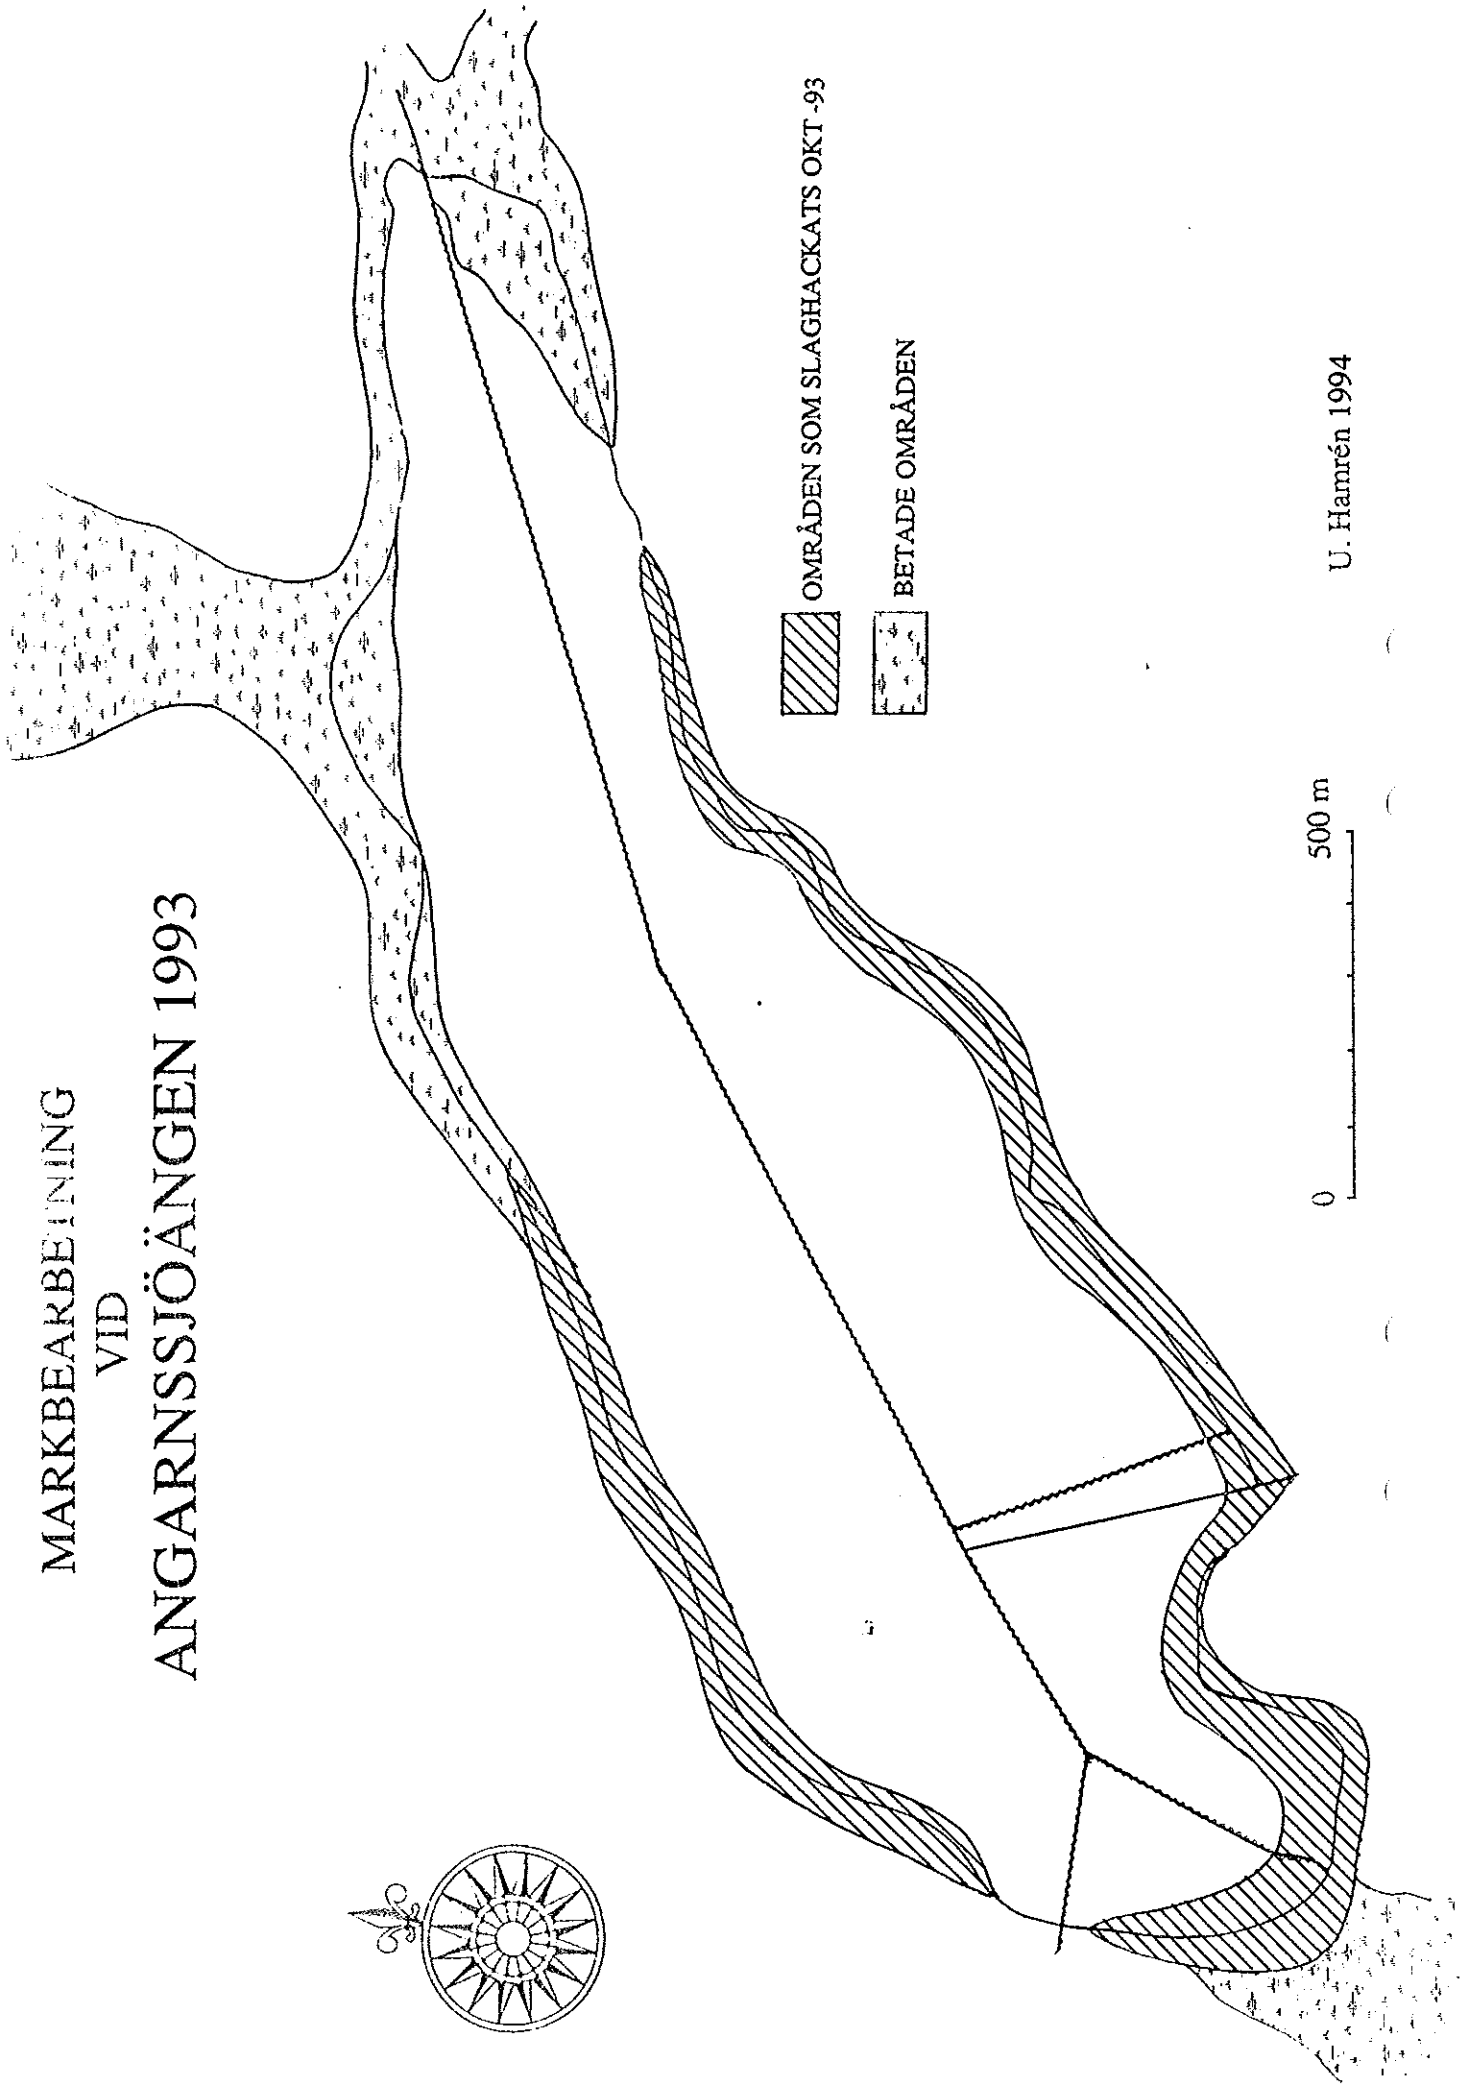 MARKBEARBETNING
VID
ANGARNSSJÖÄNGEN 1993
OMRÅDEN SOM SLAGHACKATS OKT -93
BETADE OMRÅDEN
0 500 m
U. Hamrén 1994